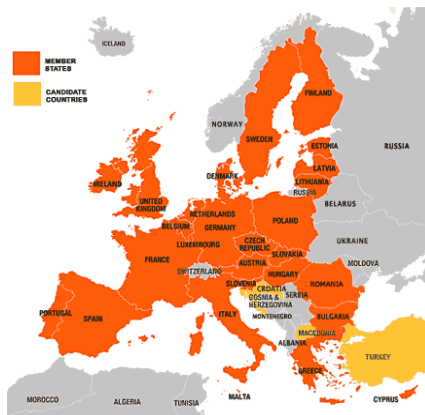 ICELAND
MEMBER
STATES
CANDIDATE
COUNTRIES
FINLAND
NORWAY
SWEDEN
RUSSIA
ESTONIA
LATVIA
DENMARK
LITHUANIA
RUSSIA
IRELAND
BELARUS
UNITED
KINGDOM
NETHERLANDS
POLAND
BELGIUM
GERMANY
UKRAINE
LUXEMBOURG
CZECH
REPUBLIC
SLOVAKIA
FRANCE
AUSTRIA
MOLDOVA
SWITZERLAND
HUNGARY
SLOVENIA
CROATIA
ROMANIA
BOSNA &
HERZEGOVINA
SERBIA
PORTUGAL
SPAIN
ITALY
MONTENEGRO
BULGARIA
MACEDONIA
ALBANIA
TURKEY
GREECE
MALTA
CYPRUS
MOROCCO
ALGERIA
TUNISIA